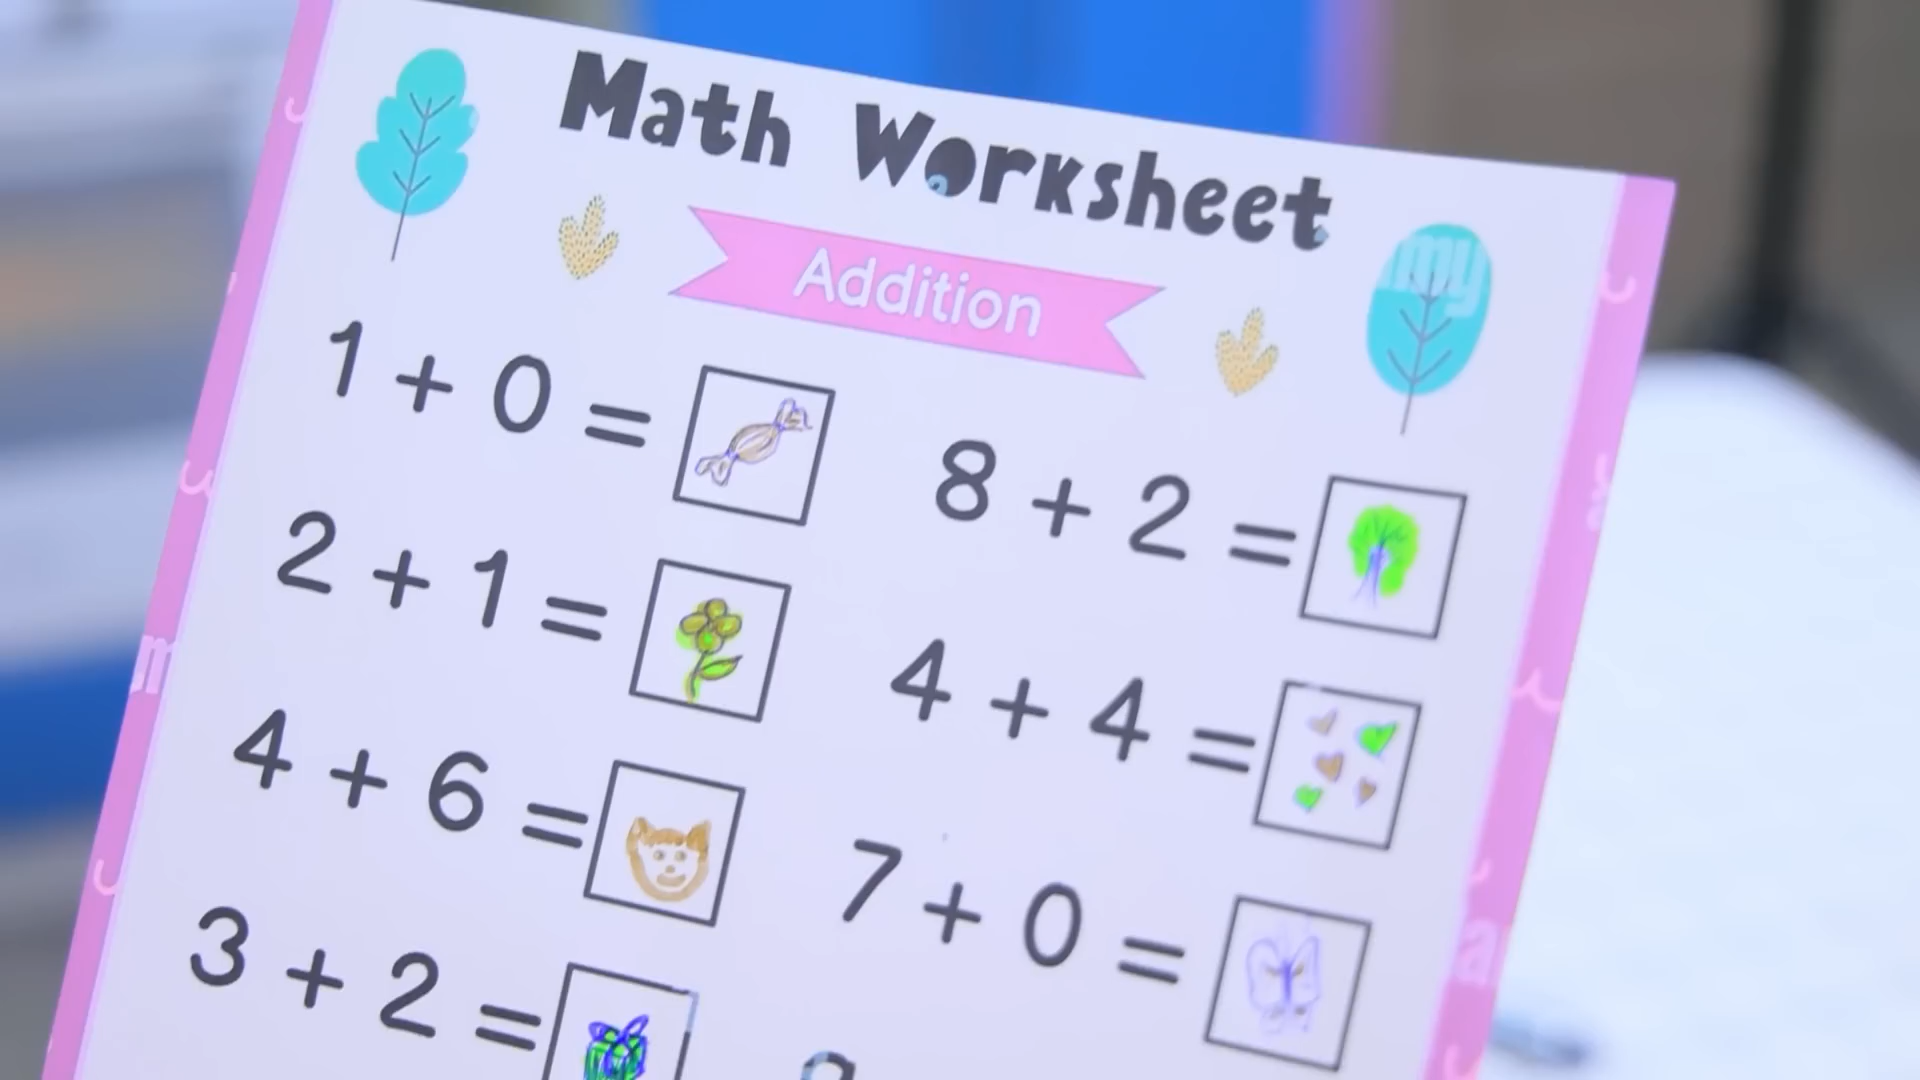 Math Worksheet
Addition
1 + 0 =
8 + 2 =
2 + 1 =
4 + 4 =
4 + 6 =
7 + 0 =
3 + 2 =